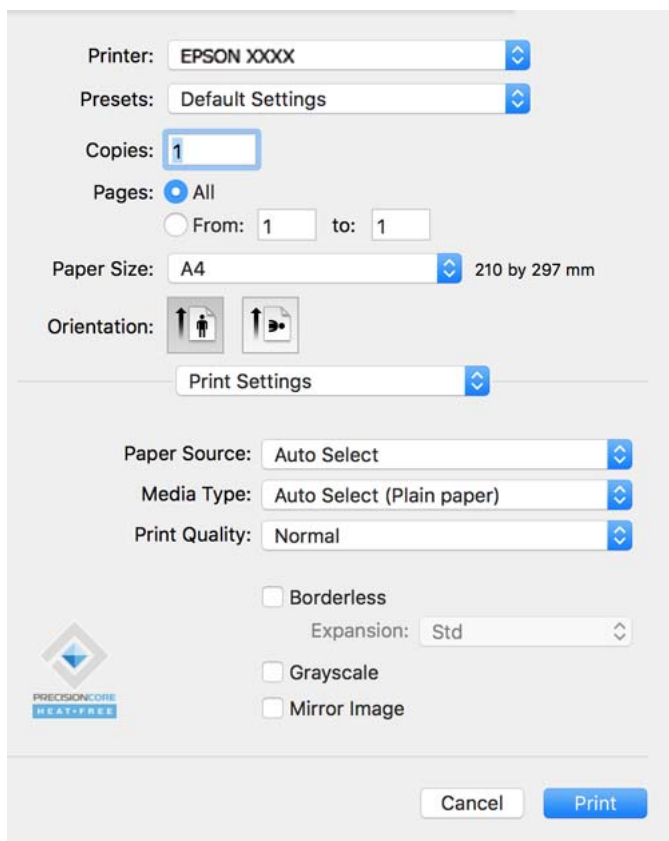 Printer: EPSON XXXX
Presets: Default Settings
Copies: 1
Pages: All
From: 1 to: 1
Paper Size: A4 210 by 297 mm
Orientation:
Print Settings
Paper Source: Auto Select
Media Type: Auto Select (Plain paper)
Print Quality: Normal
Borderless
Expansion: Std
Grayscale
Mirror Image
PRECISIONCORE
HEAT-FREE
Cancel Print